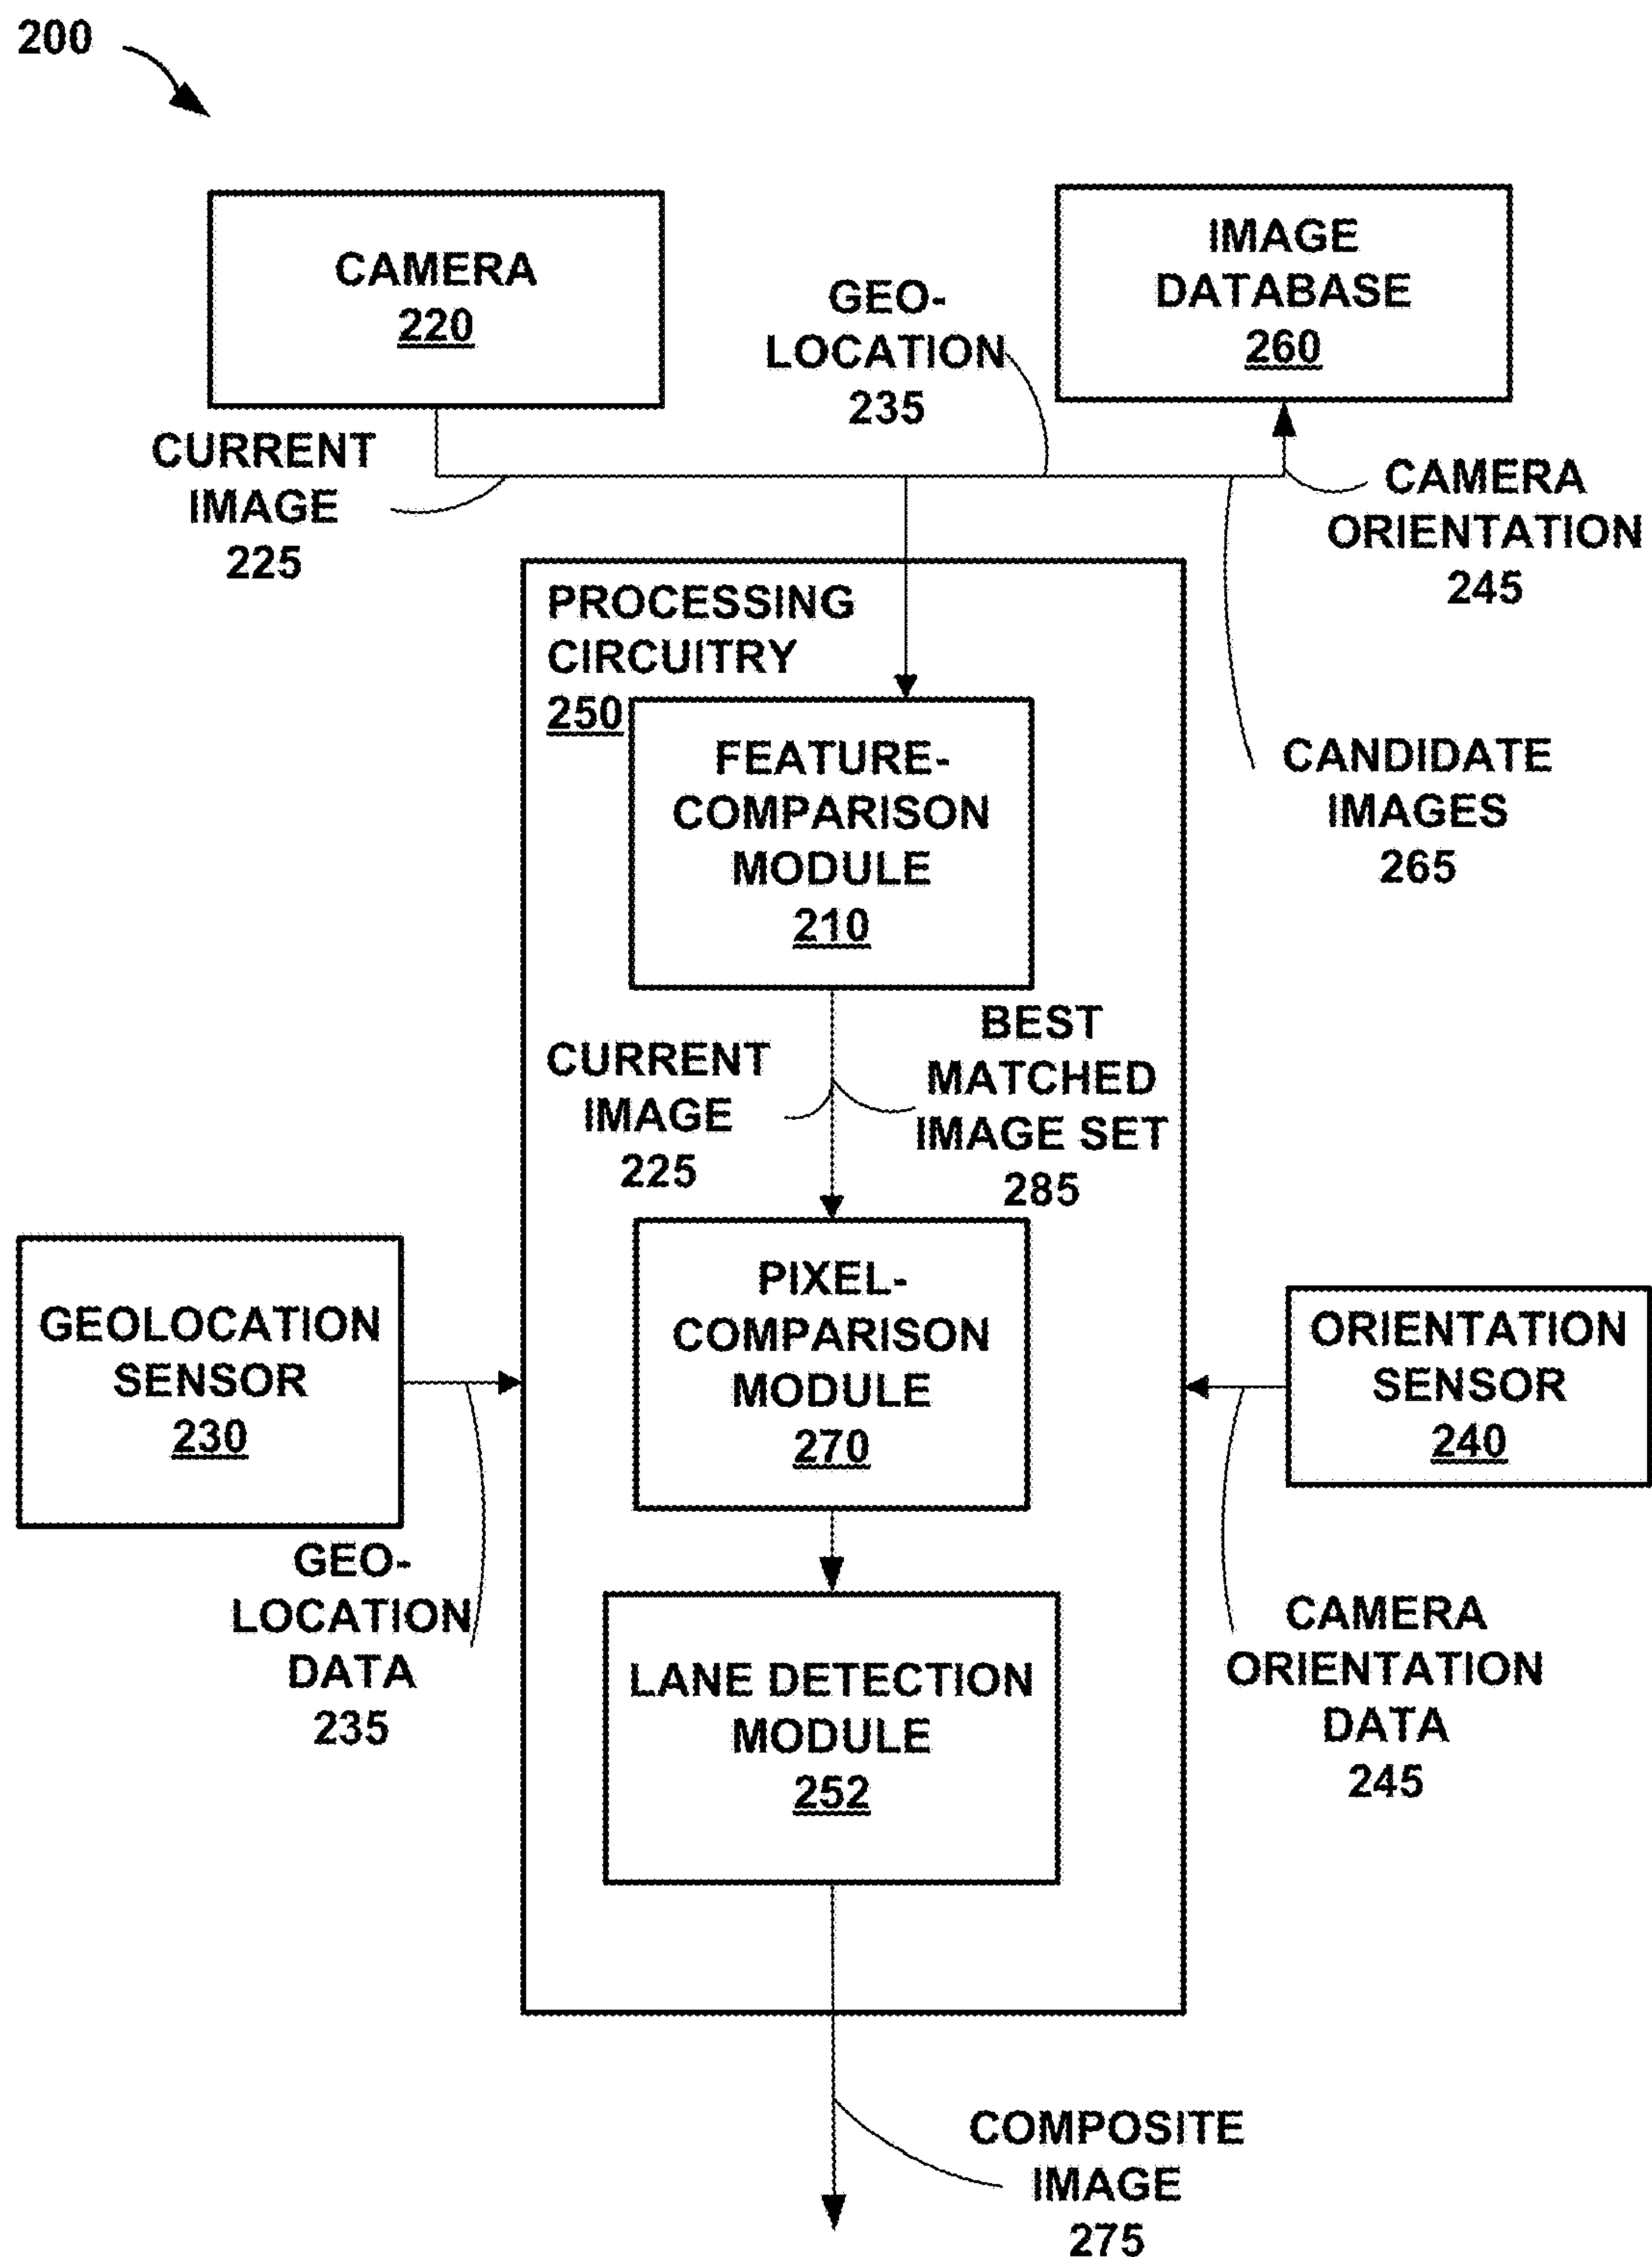 200
CAMERA
220
IMAGE
DATABASE
260
GEO-
LOCATION
235
CURRENT
IMAGE
225
CAMERA
ORIENTATION
245
PROCESSING
CIRCUITRY
250
CANDIDATE
IMAGES
265
FEATURE-
COMPARISON
MODULE
210
CURRENT
IMAGE
225
BEST
MATCHED
IMAGE SET
285
GEOLOCATION
SENSOR
230
PIXEL-
COMPARISON
MODULE
270
ORIENTATION
SENSOR
240
GEO-
LOCATION
DATA
235
LANE DETECTION
MODULE
252
CAMERA
ORIENTATION
DATA
245
COMPOSITE
IMAGE
275